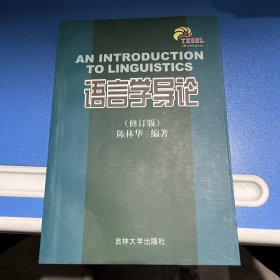 TESOL
AN INTRODUCTION
TO LINGUISTICS
语言学导论
（修订版）
陈林华 编著
吉林大学出版社